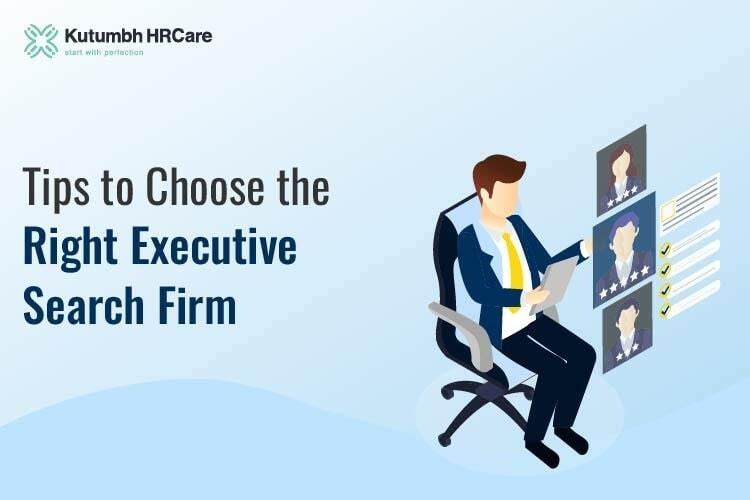 Kutumbh HRCare
start with perfection
Tips to Choose the
Right Executive
Search Firm